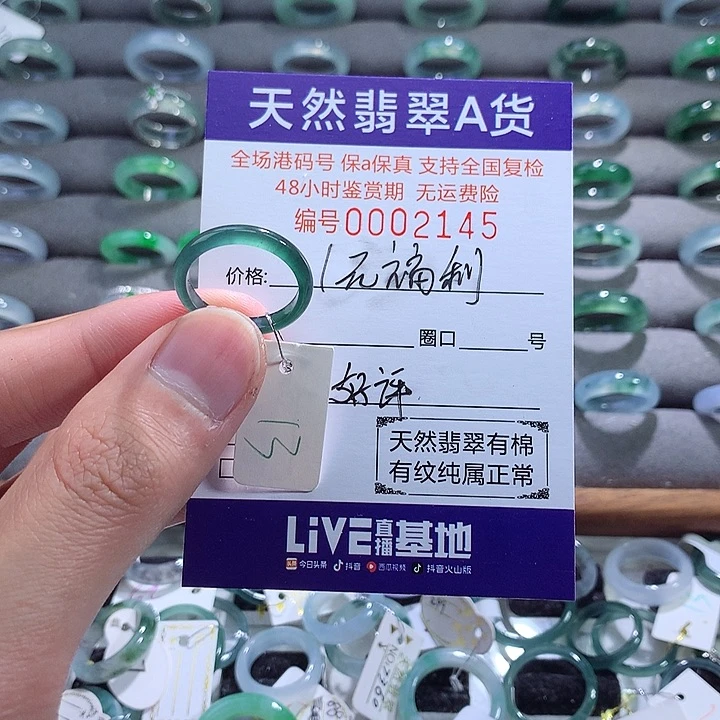 天然翡翠A货
全场港码号 保a保真 支持全国复检
48小时鉴赏期 无运费险
编号0002145
价格: 1元福利
圈口 号
好评
13
天然翡翠有棉
有纹纯属正常
LiVE直播基地
头条 今日头条 抖音 西瓜视频 抖音火山版